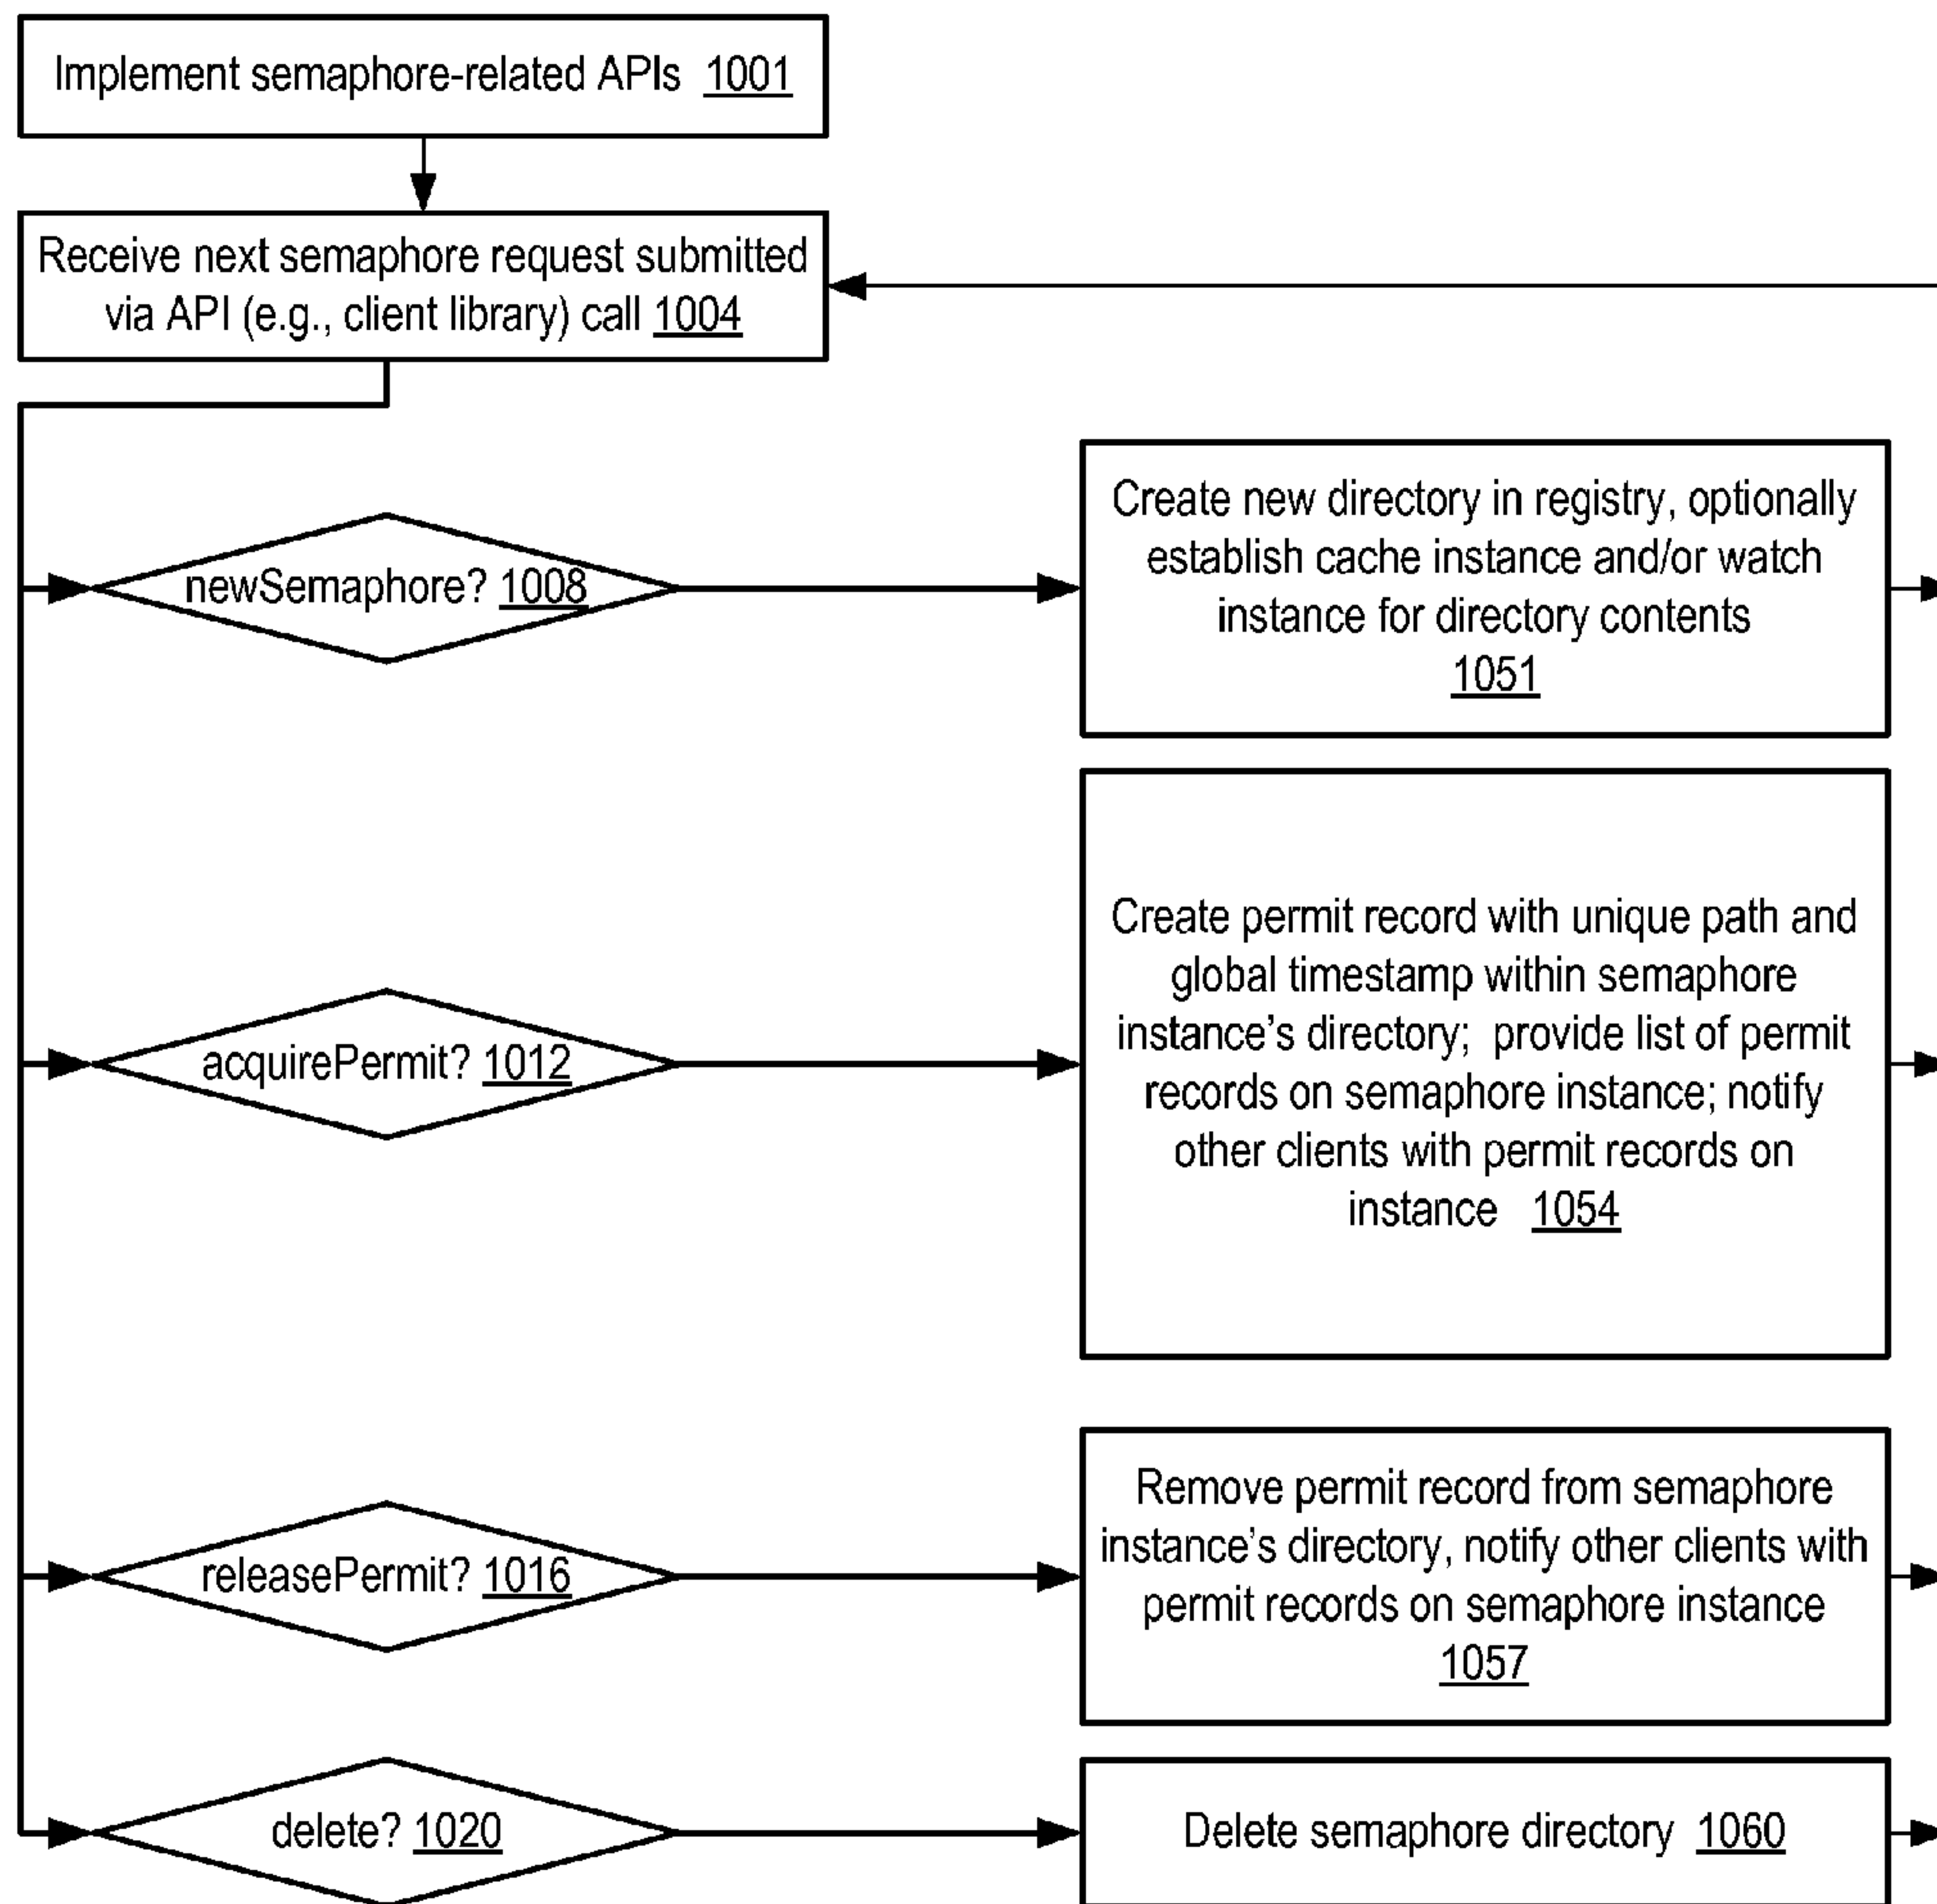 Implement semaphore-related APIs 1001
Receive next semaphore request submitted
via API (e.g., client library) call 1004
newSemaphore? 1008
Create new directory in registry, optionally
establish cache instance and/or watch
instance for directory contents
1051
acquirePermit? 1012
Create permit record with unique path and
global timestamp within semaphore
instance’s directory; provide list of permit
records on semaphore instance; notify
other clients with permit records on
instance 1054
releasePermit? 1016
Remove permit record from semaphore
instance’s directory, notify other clients with
permit records on semaphore instance
1057
delete? 1020
Delete semaphore directory 1060